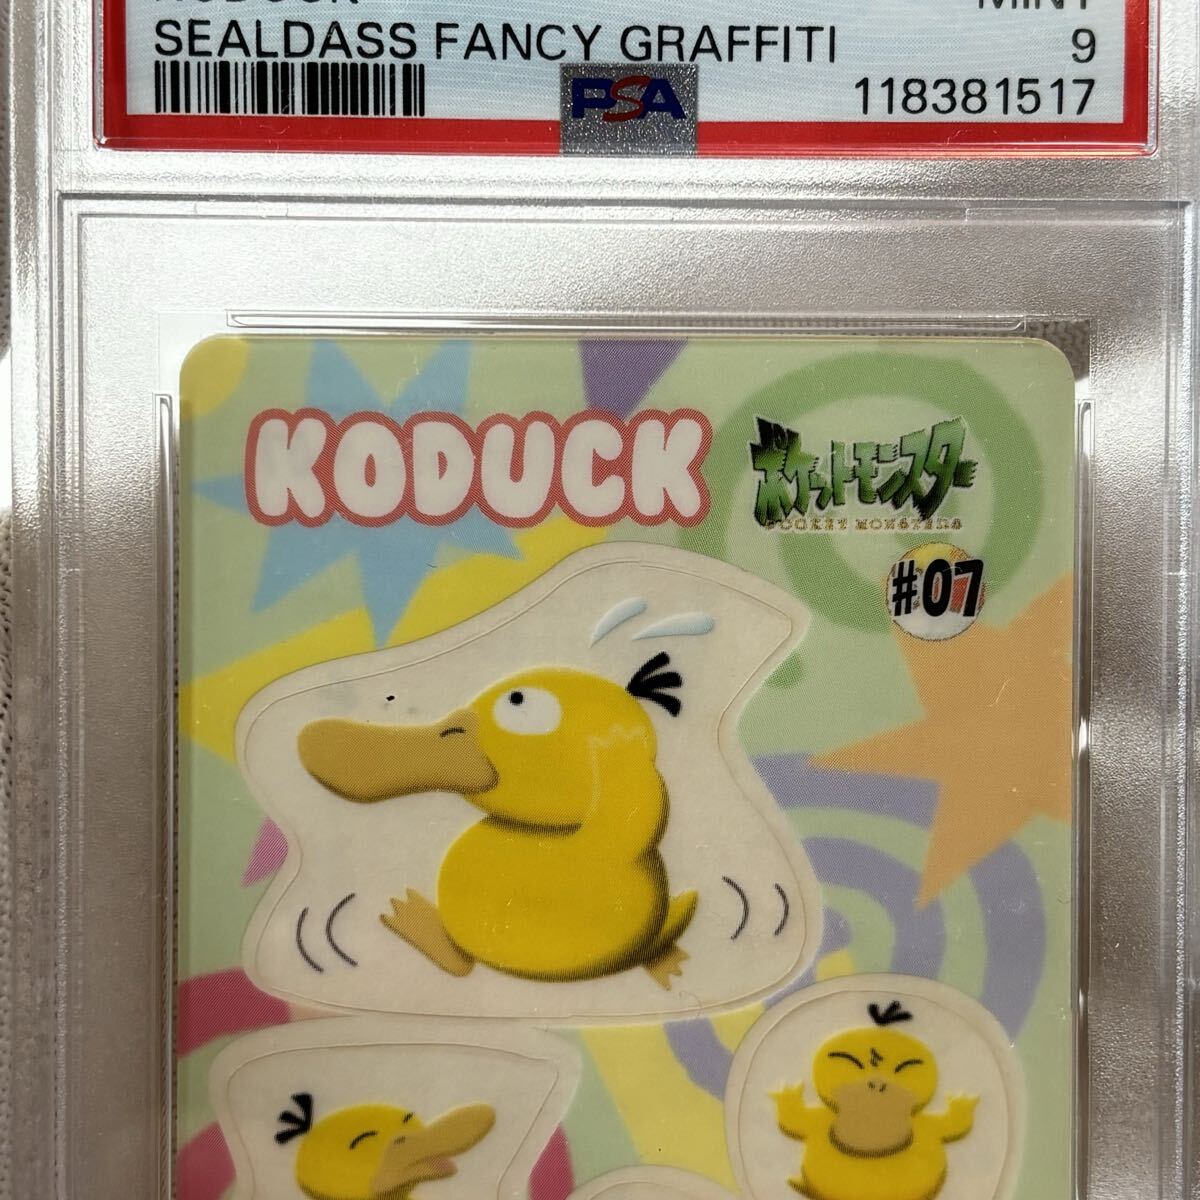 KODUCK
MINT
SEALDASS FANCY GRAFFITI
9
PSA
118381517
KODUCK
ポケットモンスター
POCKET MONSTERS
#07